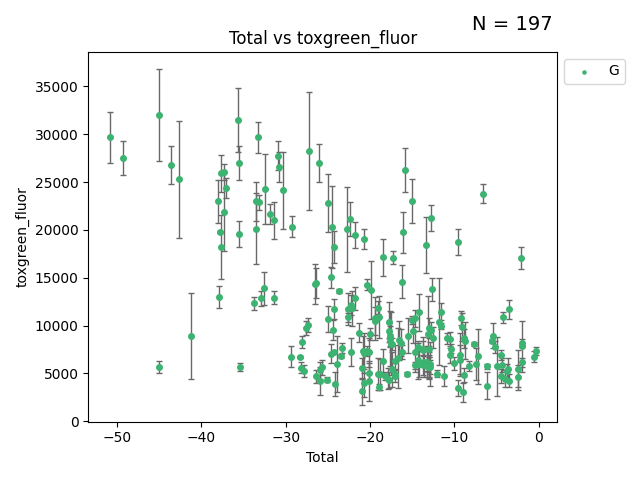 N = 197
Total vs toxgreen_fluor
G
toxgreen_fluor
35000
30000
25000
20000
15000
10000
5000
0
−50 −40 −30 −20 −10 0
Total